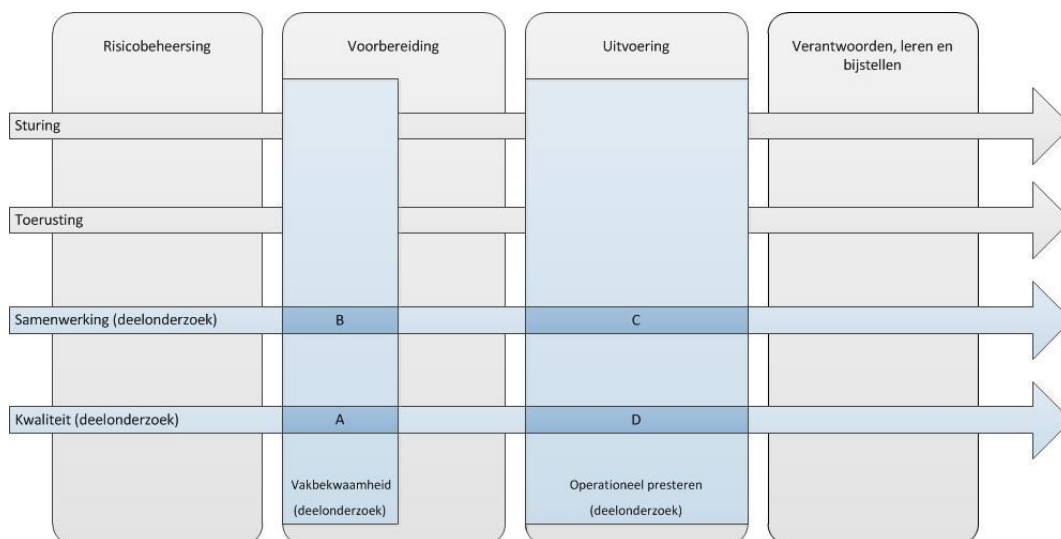 Risicobeheersing
Voorbereiding
Uitvoering
Verantwoorden, leren en
bijstellen
Sturing
Toerusting
Samenwerking (deelonderzoek)
B
C
Kwaliteit (deelonderzoek)
A
D
Vakbekwaamheid
(deelonderzoek)
Operationeel presteren
(deelonderzoek)